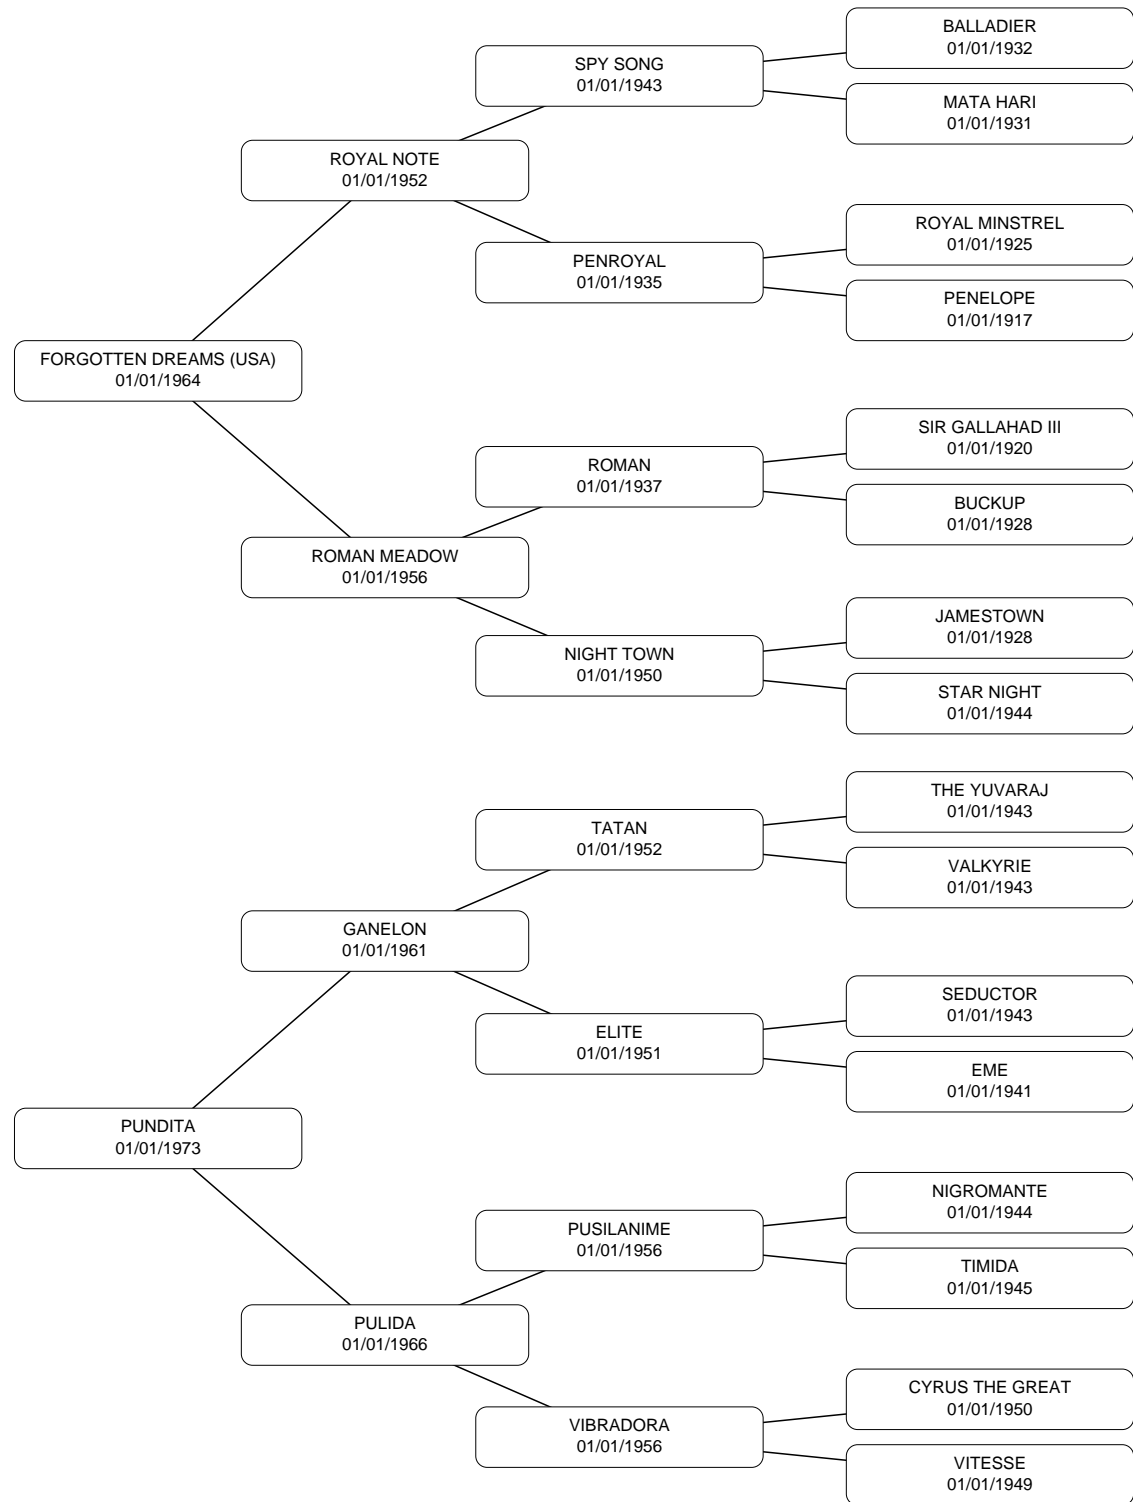 BALLADIER
01/01/1932
SPY SONG
01/01/1943
MATA HARI
01/01/1931
ROYAL NOTE
01/01/1952
ROYAL MINSTREL
01/01/1925
PENROYAL
01/01/1935
PENELOPE
01/01/1917
FORGOTTEN DREAMS (USA)
01/01/1964
SIR GALLAHAD III
01/01/1920
ROMAN
01/01/1937
BUCKUP
01/01/1928
ROMAN MEADOW
01/01/1956
JAMESTOWN
01/01/1928
NIGHT TOWN
01/01/1950
STAR NIGHT
01/01/1944
THE YUVARAJ
01/01/1943
TATAN
01/01/1952
VALKYRIE
01/01/1943
GANELON
01/01/1961
SEDUCTOR
01/01/1943
ELITE
01/01/1951
EME
01/01/1941
PUNDITA
01/01/1973
NIGROMANTE
01/01/1944
PUSILANIME
01/01/1956
TIMIDA
01/01/1945
PULIDA
01/01/1966
CYRUS THE GREAT
01/01/1950
VIBRADORA
01/01/1956
VITESSE
01/01/1949